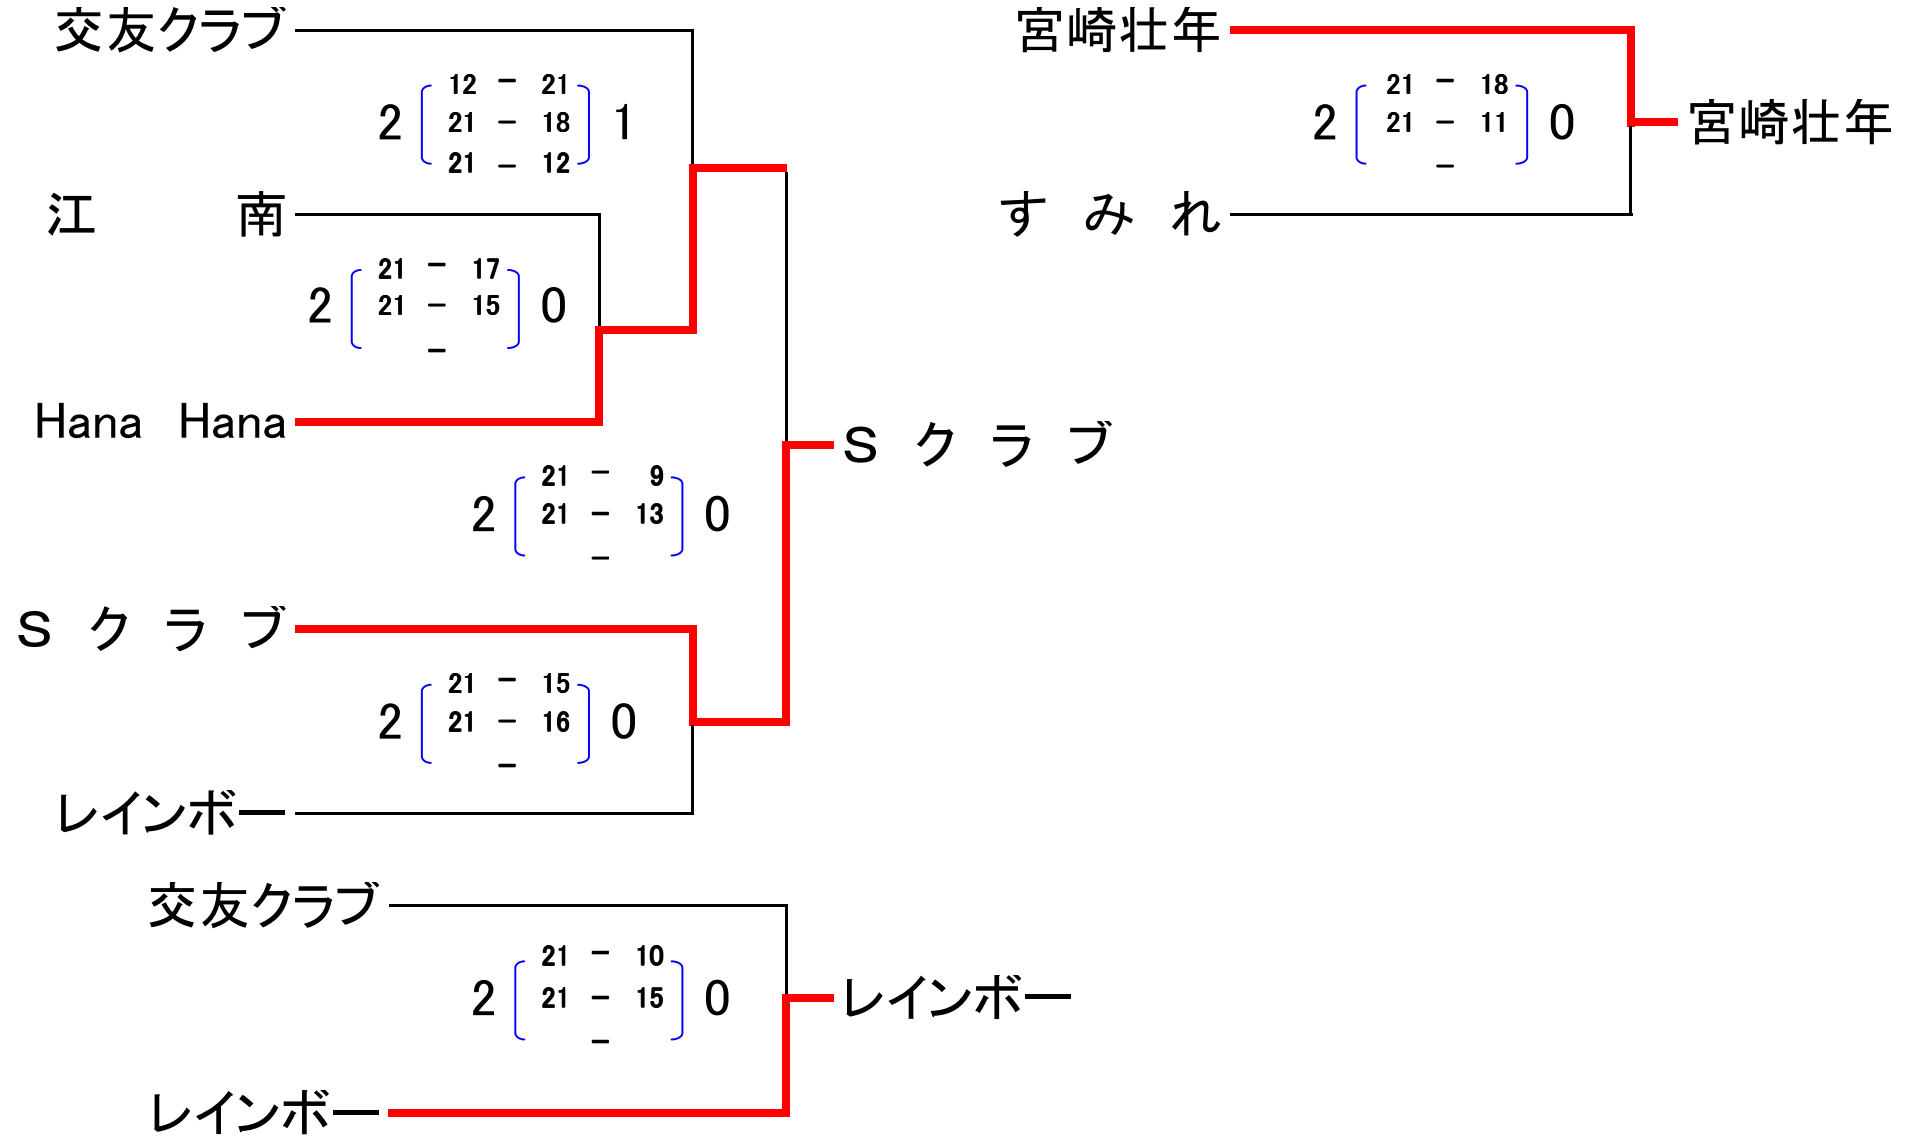 交友クラブ
12 － 21
2 21 － 18 1
21 － 12
江　　南
21 － 17
2 21 － 15 0
－
Hana　Hana
Ｓ ク ラ ブ
21 － 9
2 21 － 13 0
－
Ｓ ク ラ ブ
21 － 15
2 21 － 16 0
－
レインボー
交友クラブ
21 － 10
2 21 － 15 0
－
レインボー
レインボー
宮崎壮年
21 － 18
2 21 － 11 0
－
宮崎壮年
す み れ